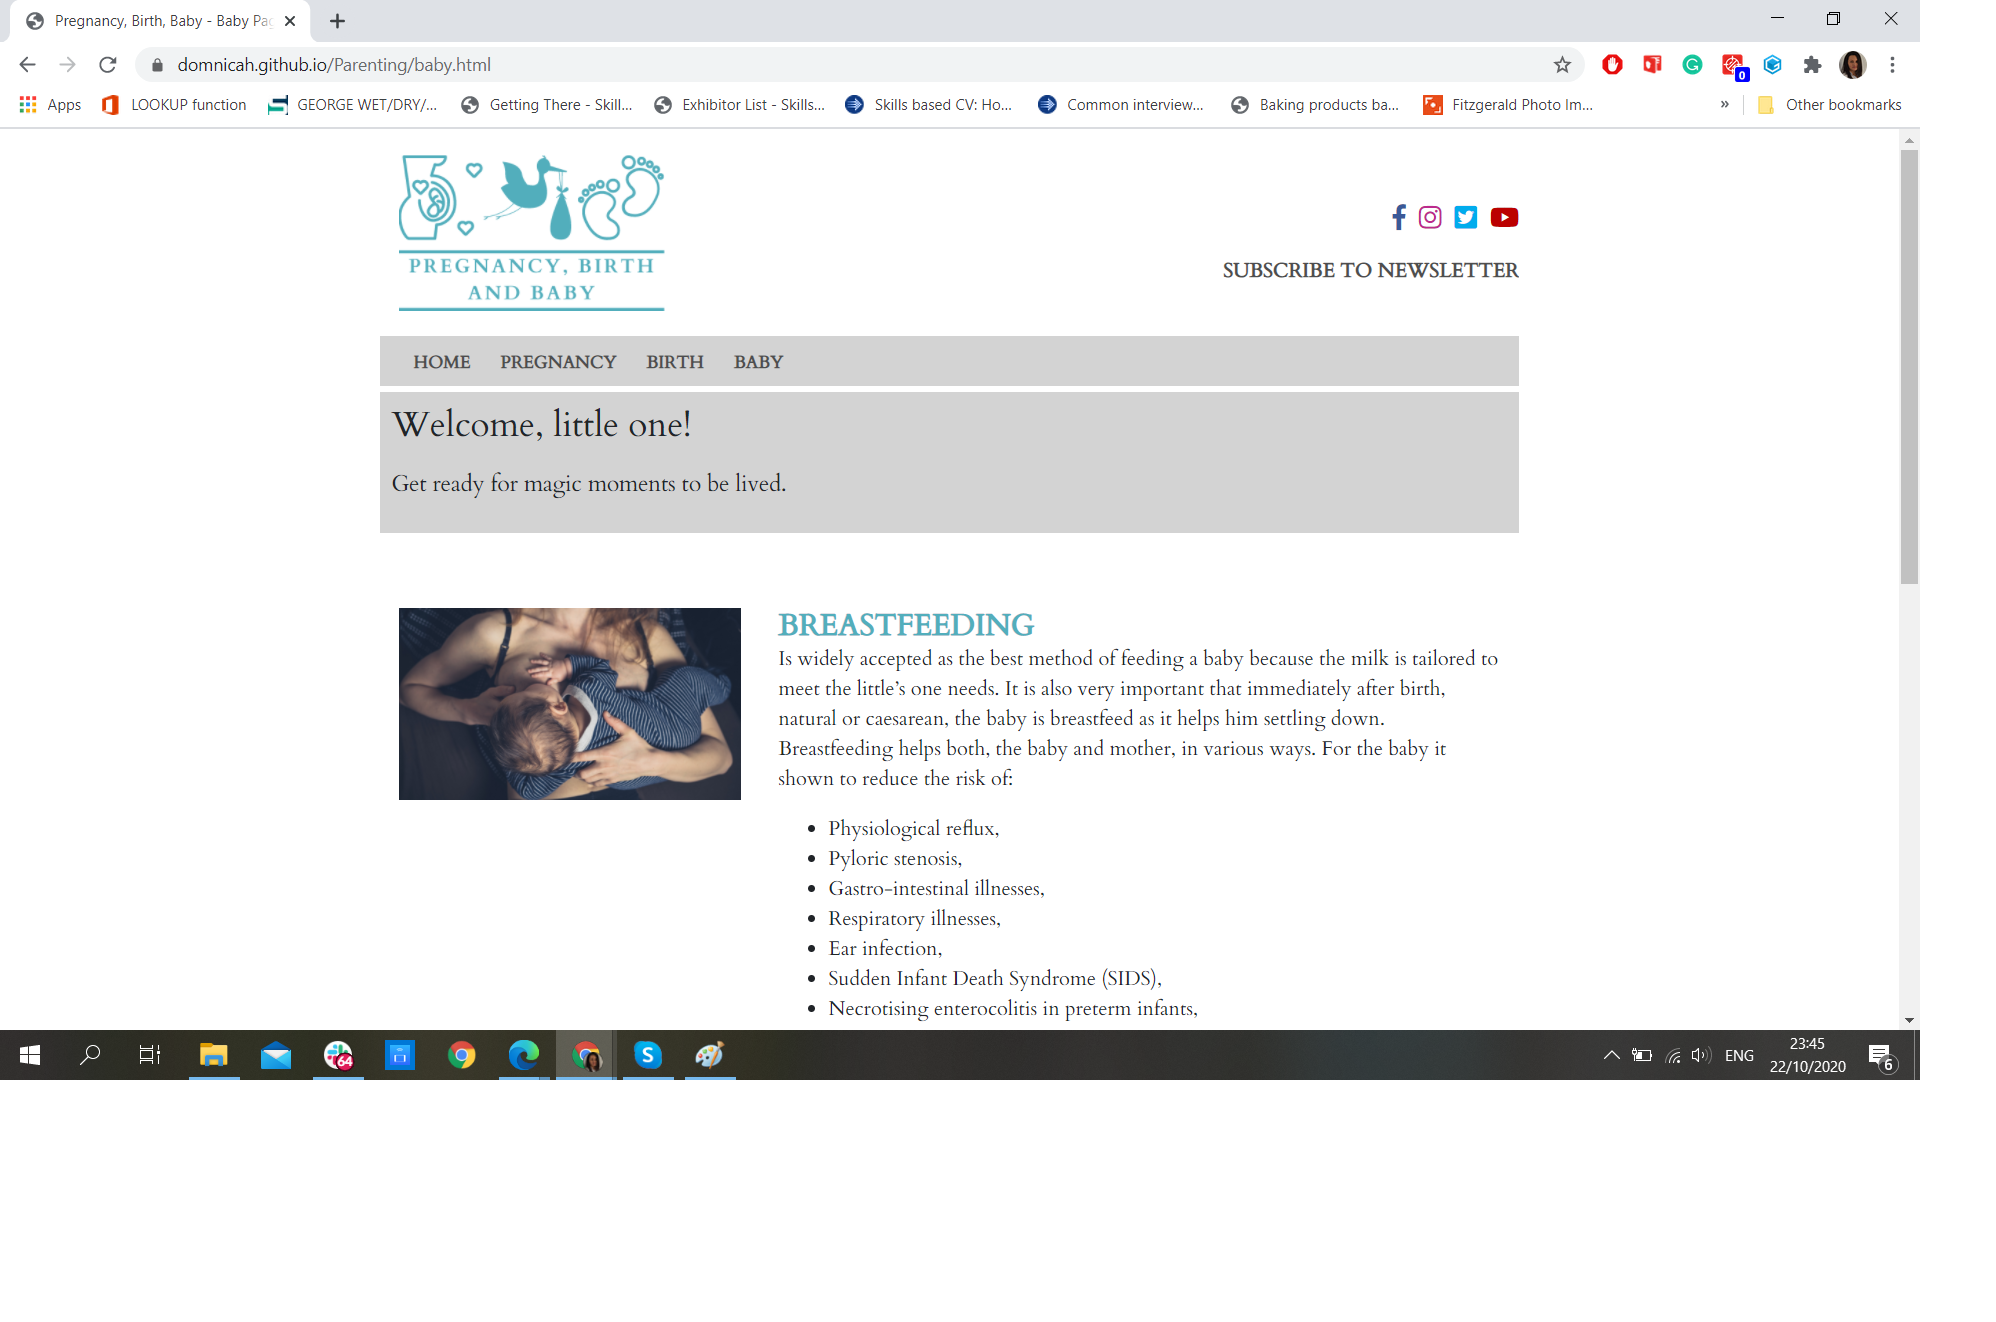 Pregnancy, Birth, Baby - Baby Pag
domnicah.github.io/Parenting/baby.html
0
Apps
LOOKUP function
GEORGE WET/DRY/...
Getting There - Skill...
Exhibitor List - Skills...
Skills based CV: Ho...
Common interview...
Baking products ba...
Fitzgerald Photo Im...
»
Other bookmarks
PREGNANCY, BIRTH
AND BABY
SUBSCRIBE TO NEWSLETTER
HOME PREGNANCY BIRTH BABY
Welcome, little one!
Get ready for magic moments to be lived.
BREASTFEEDING
Is widely accepted as the best method of feeding a baby because the milk is tailored to
meet the little’s one needs. It is also very important that immediately after birth,
natural or caesarean, the baby is breastfeed as it helps him settling down.
Breastfeeding helps both, the baby and mother, in various ways. For the baby it
shown to reduce the risk of:
• Physiological reflux,
• Pyloric stenosis,
• Gastro-intestinal illnesses,
• Respiratory illnesses,
• Ear infection,
• Sudden Infant Death Syndrome (SIDS),
• Necrotising enterocolitis in preterm infants,
64
S
ENG
23:45
22/10/2020
6